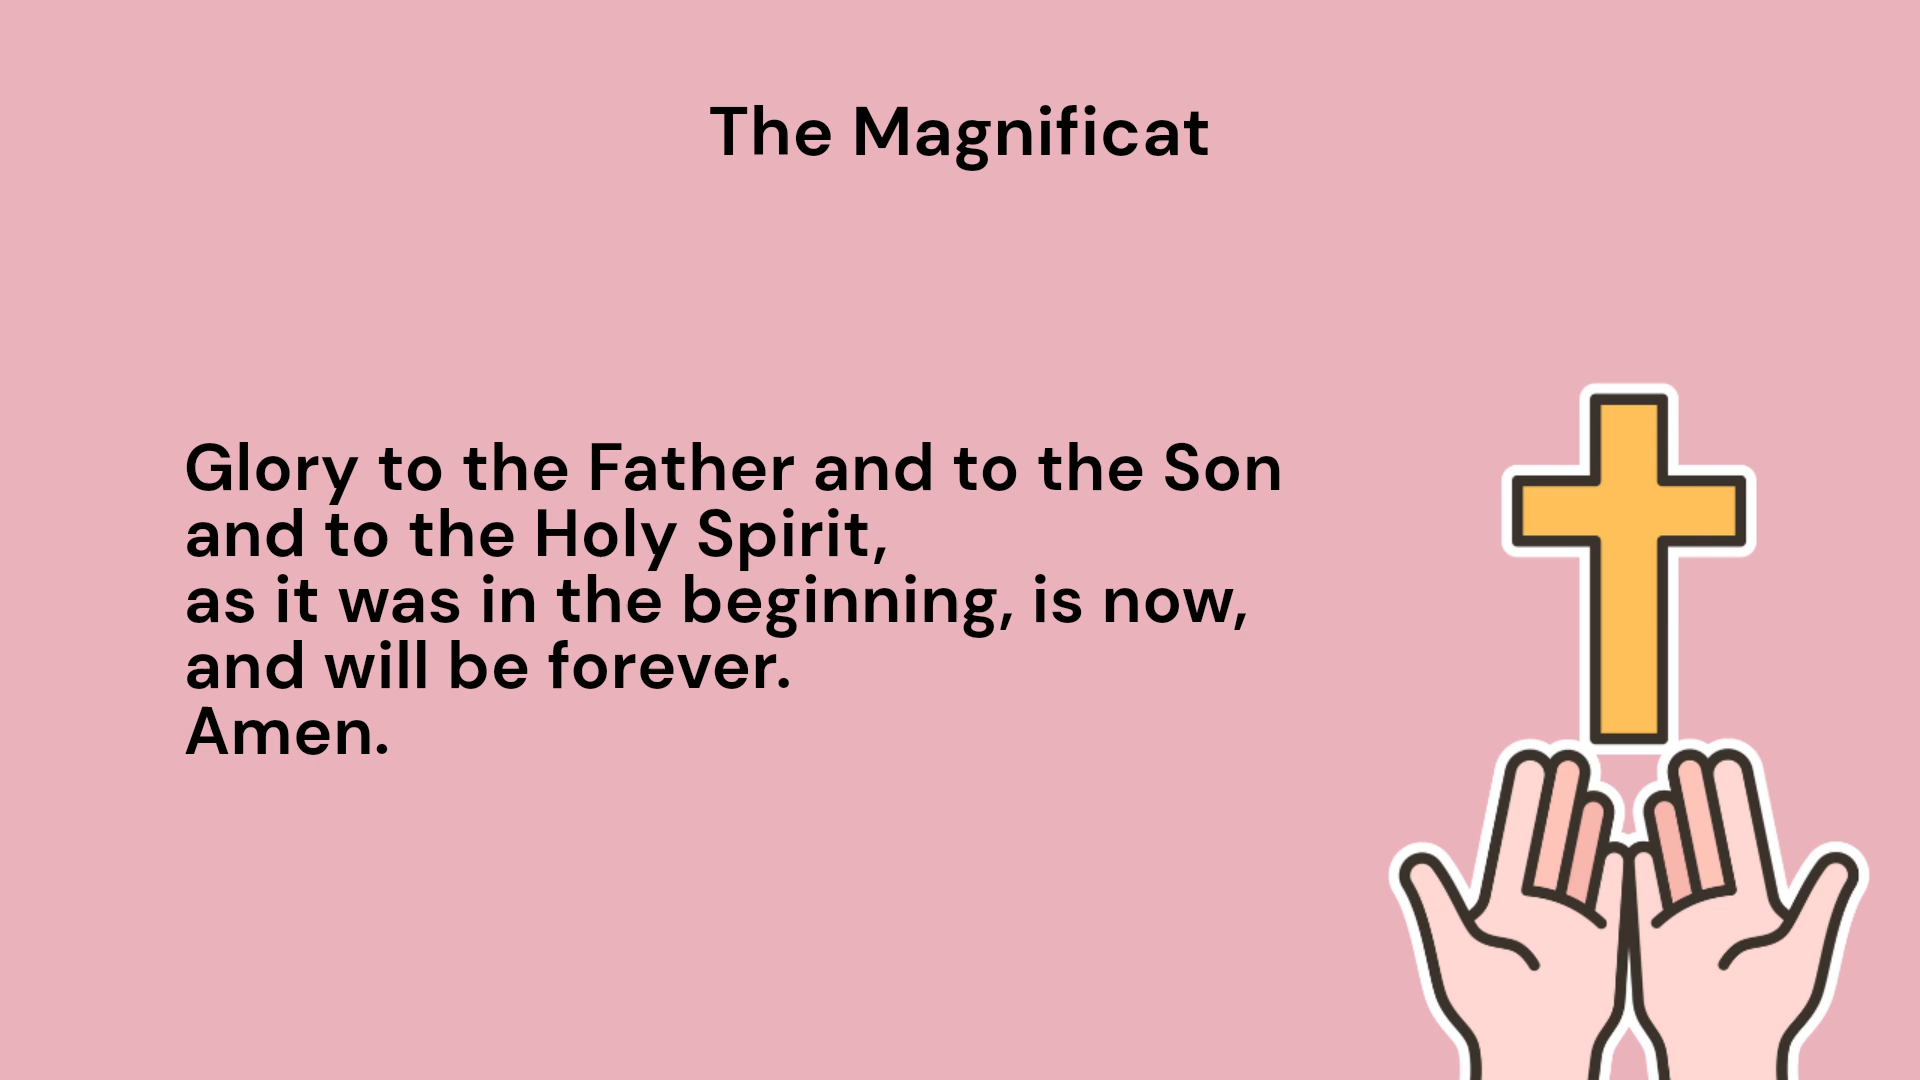 The Magnificat
Glory to the Father and to the Son
and to the Holy Spirit,
as it was in the beginning, is now,
and will be forever.
Amen.